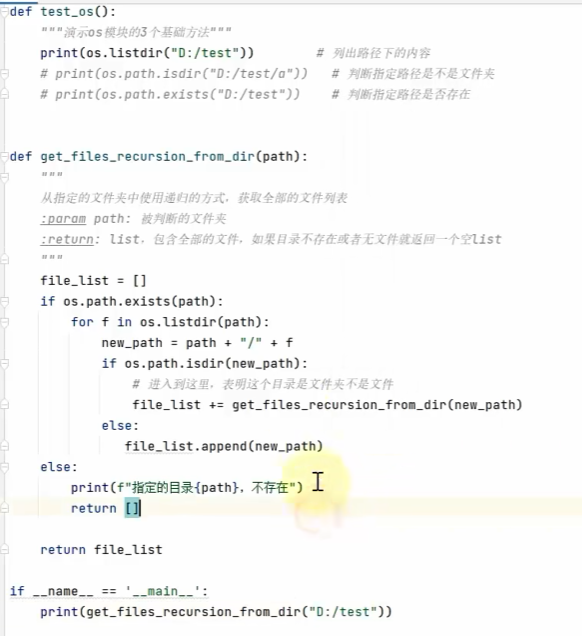 def test_os():
    """演示os模块的3个基础方法"""
    print(os.listdir("D:/test"))        # 列出路径下的内容
    # print(os.path.isdir("D:/test/a"))   # 判断指定路径是不是文件夹
    # print(os.path.exists("D:/test"))    # 判断指定路径是否存在
def get_files_recursion_from_dir(path):
    """
    从指定的文件夹中使用递归的方式，获取全部的文件列表
    :param path: 被判断的文件夹
    :return: list，包含全部的文件，如果目录不存在或者无文件就返回一个空list
    """
    file_list = []
    if os.path.exists(path):
        for f in os.listdir(path):
            new_path = path + "/" + f
            if os.path.isdir(new_path):
                # 进入到这里，表明这个目录是文件夹不是文件
                file_list += get_files_recursion_from_dir(new_path)
            else:
                file_list.append(new_path)
    else:
        print(f"指定的目录{path}，不存在")
        return []
    return file_list
if __name__ == '__main__':
    print(get_files_recursion_from_dir("D:/test"))